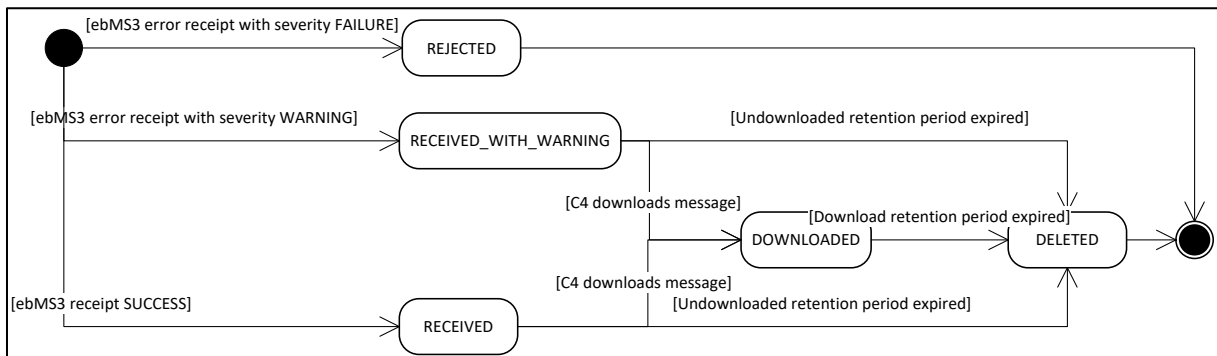 [ebMS3 error receipt with severity FAILURE]
REJECTED
[ebMS3 error receipt with severity WARNING]
[Undownloaded retention period expired]
RECEIVED_WITH_WARNING
[C4 downloads message]
[Download retention period expired]
DOWNLOADED
DELETED
[C4 downloads message]
[ebMS3 receipt SUCCESS]
[Undownloaded retention period expired]
RECEIVED